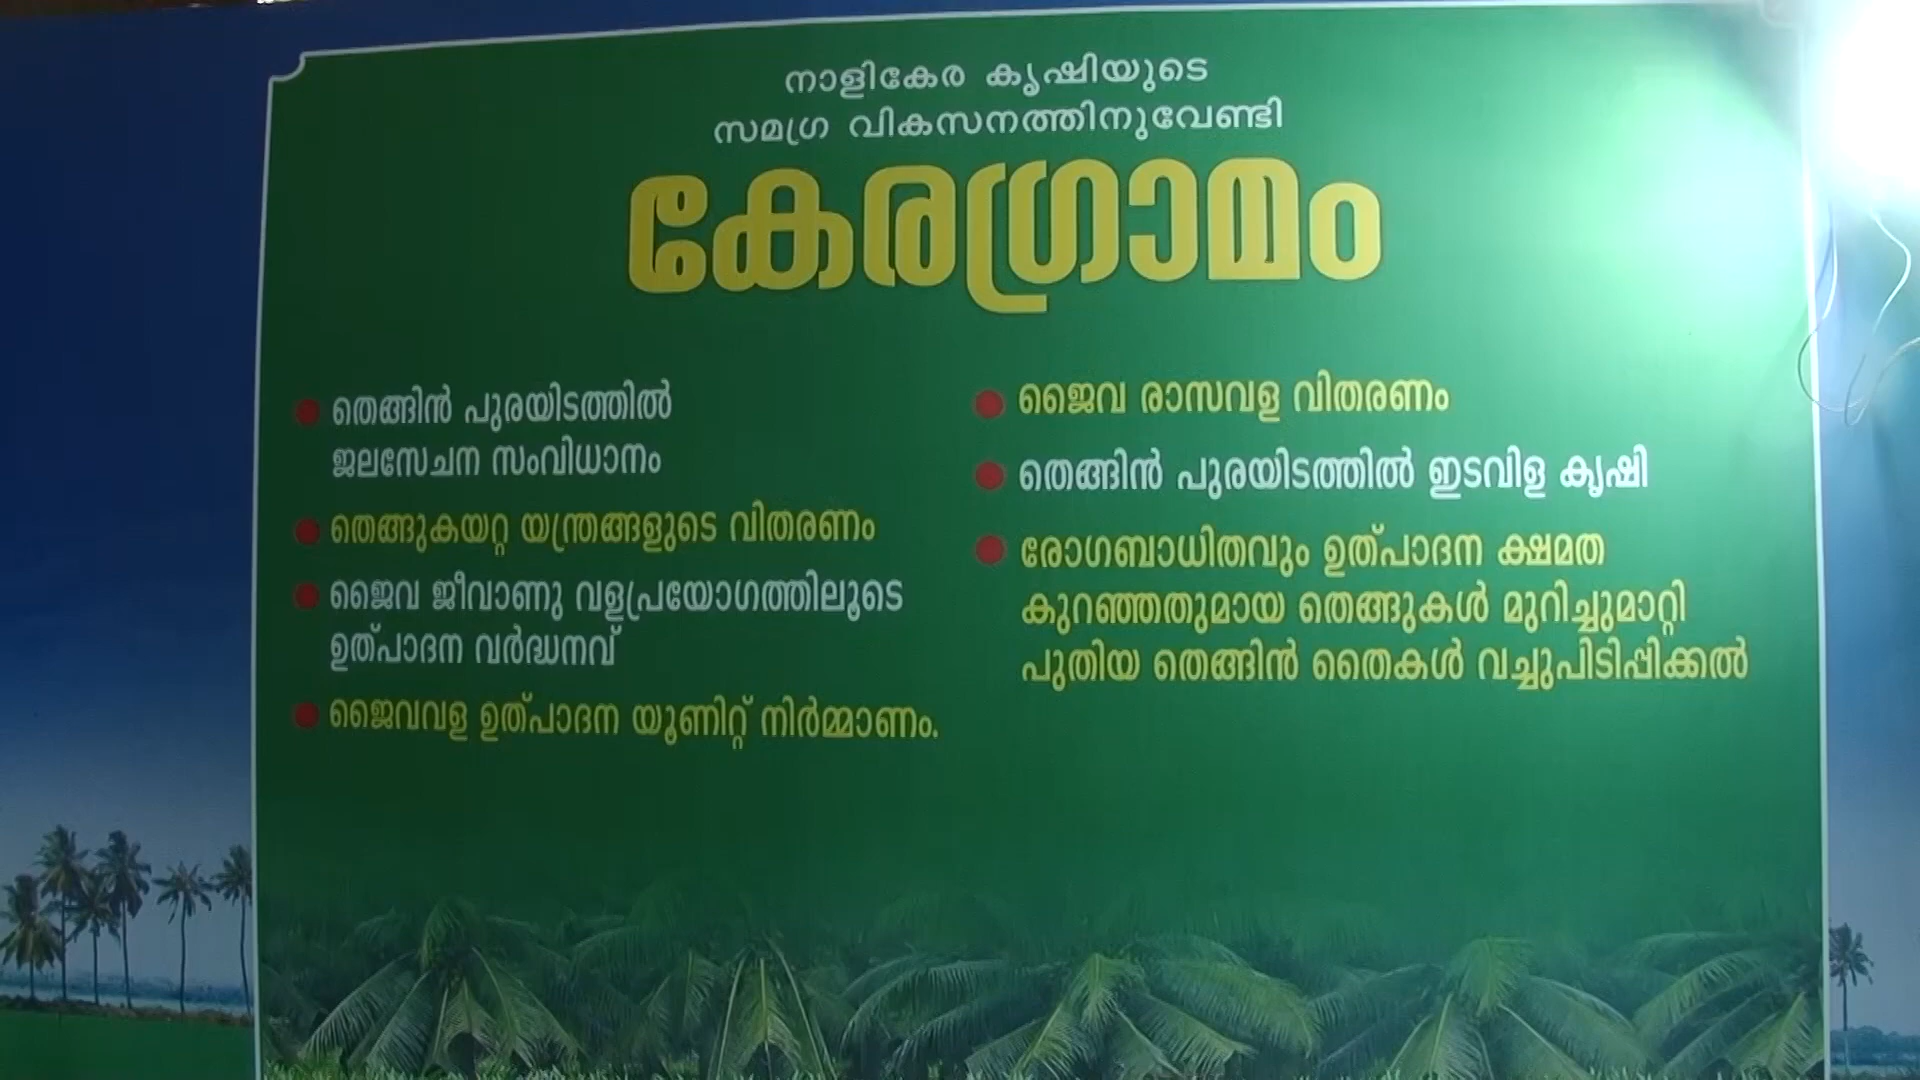 നാളികേര കൃഷിയുടെ
സമഗ്ര വികസനത്തിനുവേണ്ടി
കേരഗ്രാമം
തെങ്ങിൻ പുരയിടത്തിൽ
ജലസേചന സംവിധാനം
തെങ്ങുകയറ്റ യന്ത്രങ്ങളുടെ വിതരണം
ജൈവ ജീവാണു വളപ്രയോഗത്തിലൂടെ
ഉത്പാദന വർദ്ധനവ്
ജൈവവള ഉത്പാദന യൂണിറ്റ് നിർമ്മാണം.
ജൈവ രാസവള വിതരണം
തെങ്ങിൻ പുരയിടത്തിൽ ഇടവിള കൃഷി
രോഗബാധിതവും ഉത്പാദന ക്ഷമത
കുറഞ്ഞതുമായ തെങ്ങുകൾ മുറിച്ചുമാറ്റി
പുതിയ തെങ്ങിൻ തൈകൾ വച്ചുപിടിപ്പിക്കൽ